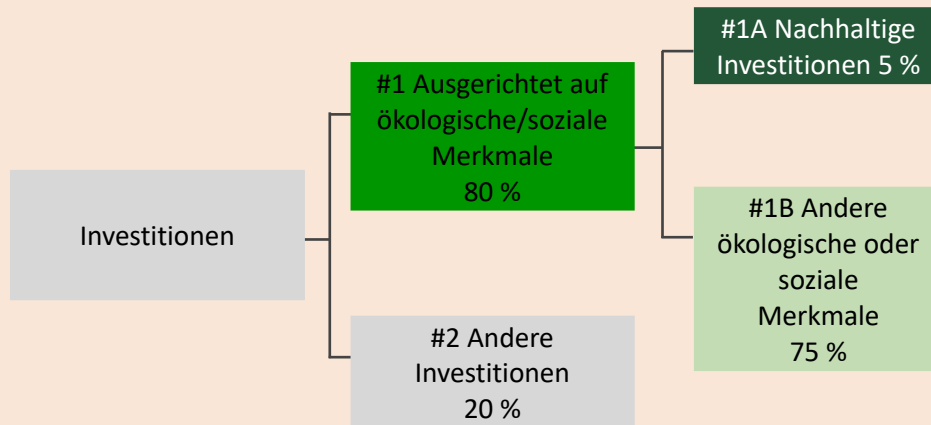 Investitionen
#1 Ausgerichtet auf
ökologische/soziale
Merkmale
80 %
#2 Andere
Investitionen
20 %
#1A Nachhaltige
Investitionen 5 %
#1B Andere
ökologische oder
soziale
Merkmale
75 %